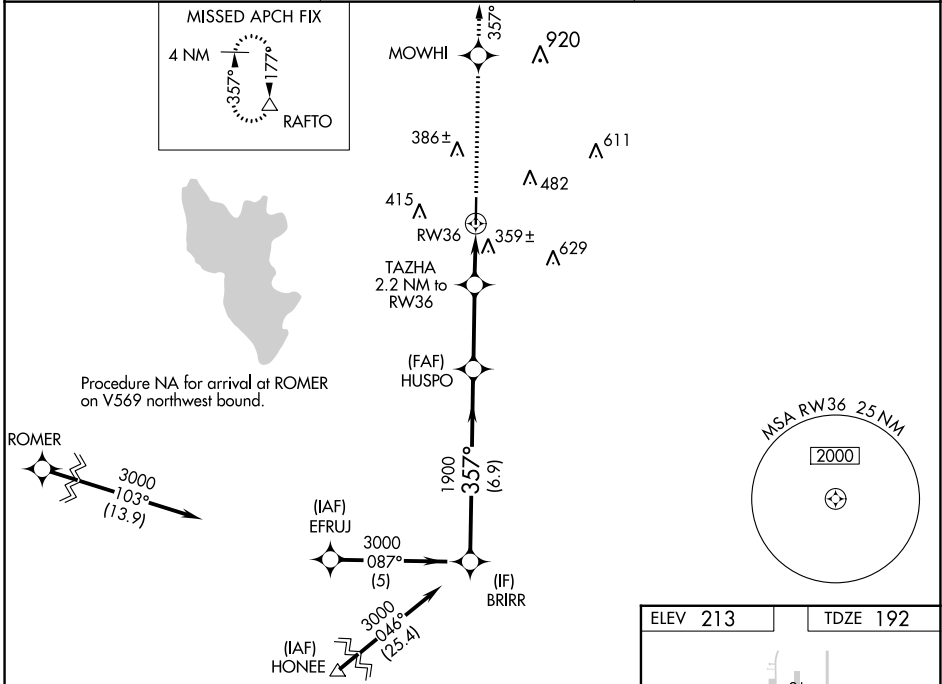 MISSED APCH FIX
4 NM
357°
177°
RAFTO
357°
MOWHI
920
386±
611
482
415
RW36
359±
629
TAZHA
2.2 NM to
RW36
(FAF)
HUSPO
Procedure NA for arrival at ROMER
on V569 northwest bound.
MSA RW36 25 NM
2000
ROMER
3000
103°
(13.9)
1900
357°
(6.9)
(IAF)
EFRUJ
3000
087°
(5)
(IF)
BRIRR
3000
046°
(25.4)
(IAF)
HONEE
ELEV 213
TDZE 192